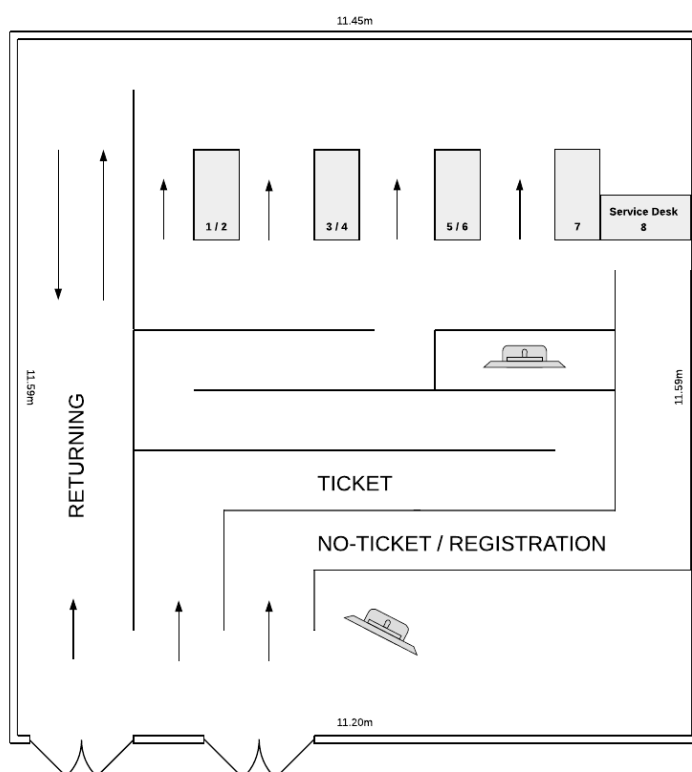 11.45m
1 / 2
3 / 4
5 / 6
7
Service Desk
8
11.59m
11.59m
RETURNING
TICKET
NO-TICKET / REGISTRATION
11.20m